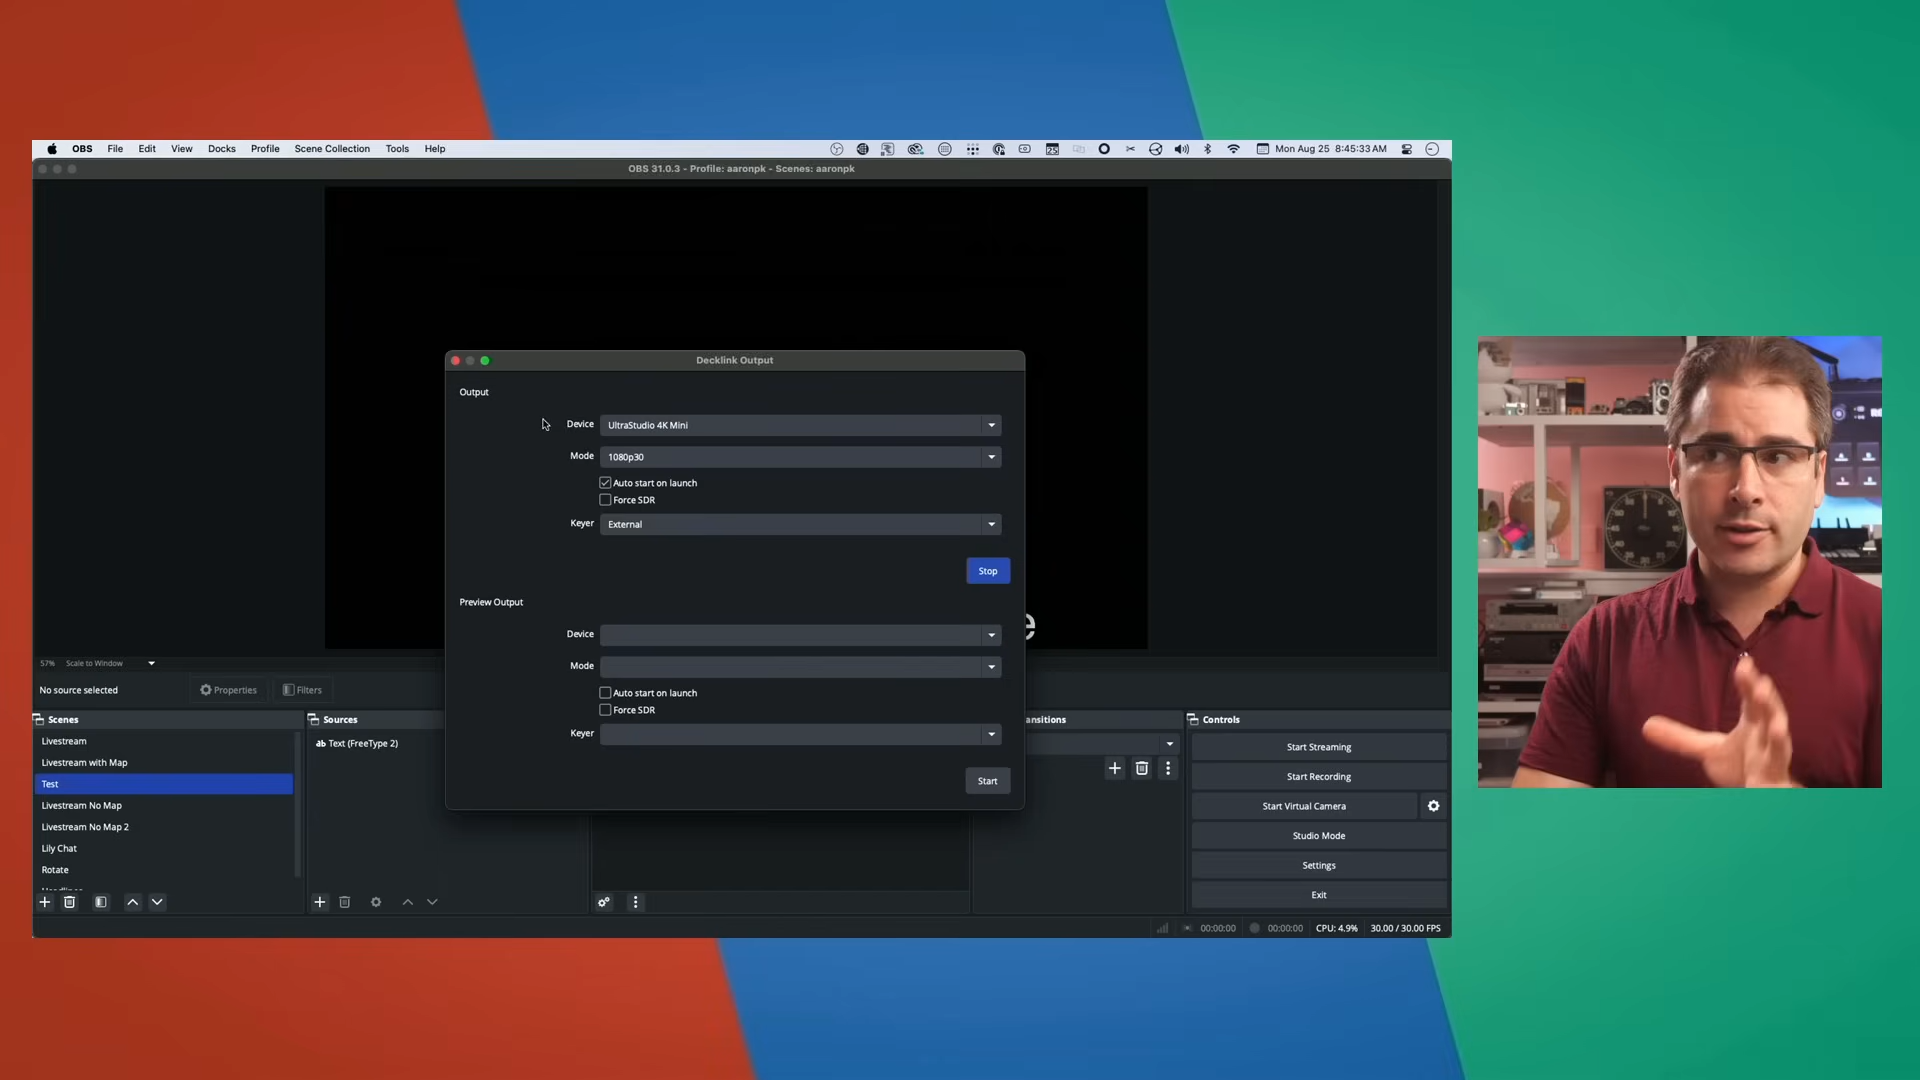 OBS File Edit View Docks Profile Scene Collection Tools Help
25
Mon Aug 25 8:45:33 AM
OBS 31.0.3 - Profile: aaronpk - Scenes: aaronpk
Decklink Output
Output
Device UltraStudio 4K Mini
Mode 1080p30
Auto start on launch
Force SDR
Keyer External
Stop
Preview Output
e
Device
Mode
Auto start on launch
Force SDR
Keyer
Start
57% Scale to Window
No source selected
Properties
Filters
Scenes
Livestream
Livestream with Map
Test
Livestream No Map
Livestream No Map 2
Lily Chat
Rotate
Sources
ab Text (FreeType 2)
ansitions
Controls
Start Streaming
Start Recording
Start Virtual Camera
Studio Mode
Settings
Exit
00:00:00 00:00:00 CPU: 4.9% 30.00 / 30.00 FPS